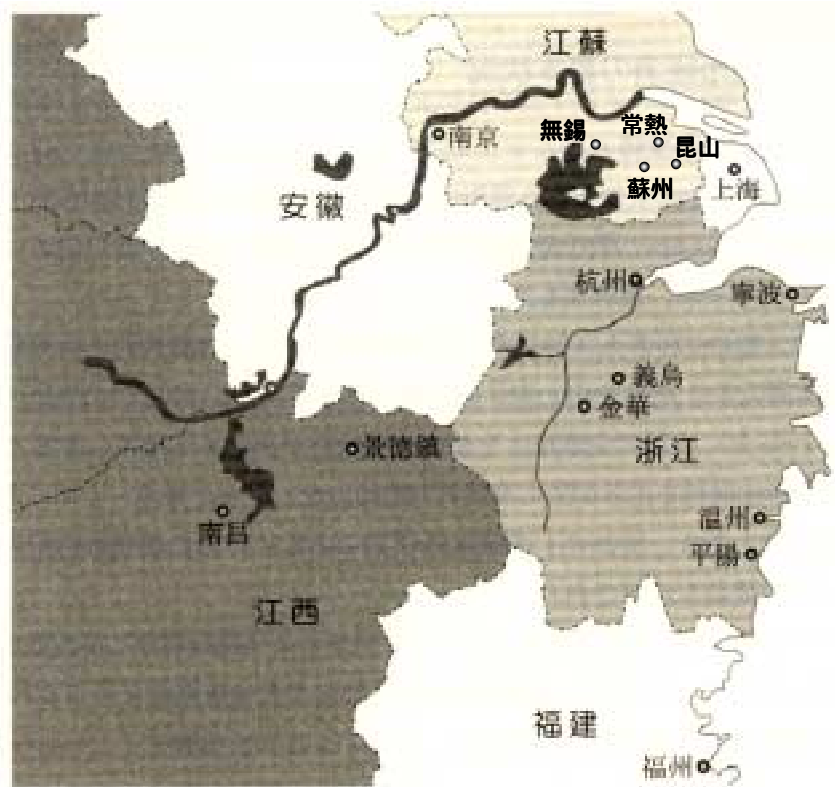 江蘇
無錫
常熱
昆山
南京
蘇州
上海
安徽
杭州
寧波
義烏
金華
浙江
景德鎮
南昌
溫州
平陽
江西
福建
福州